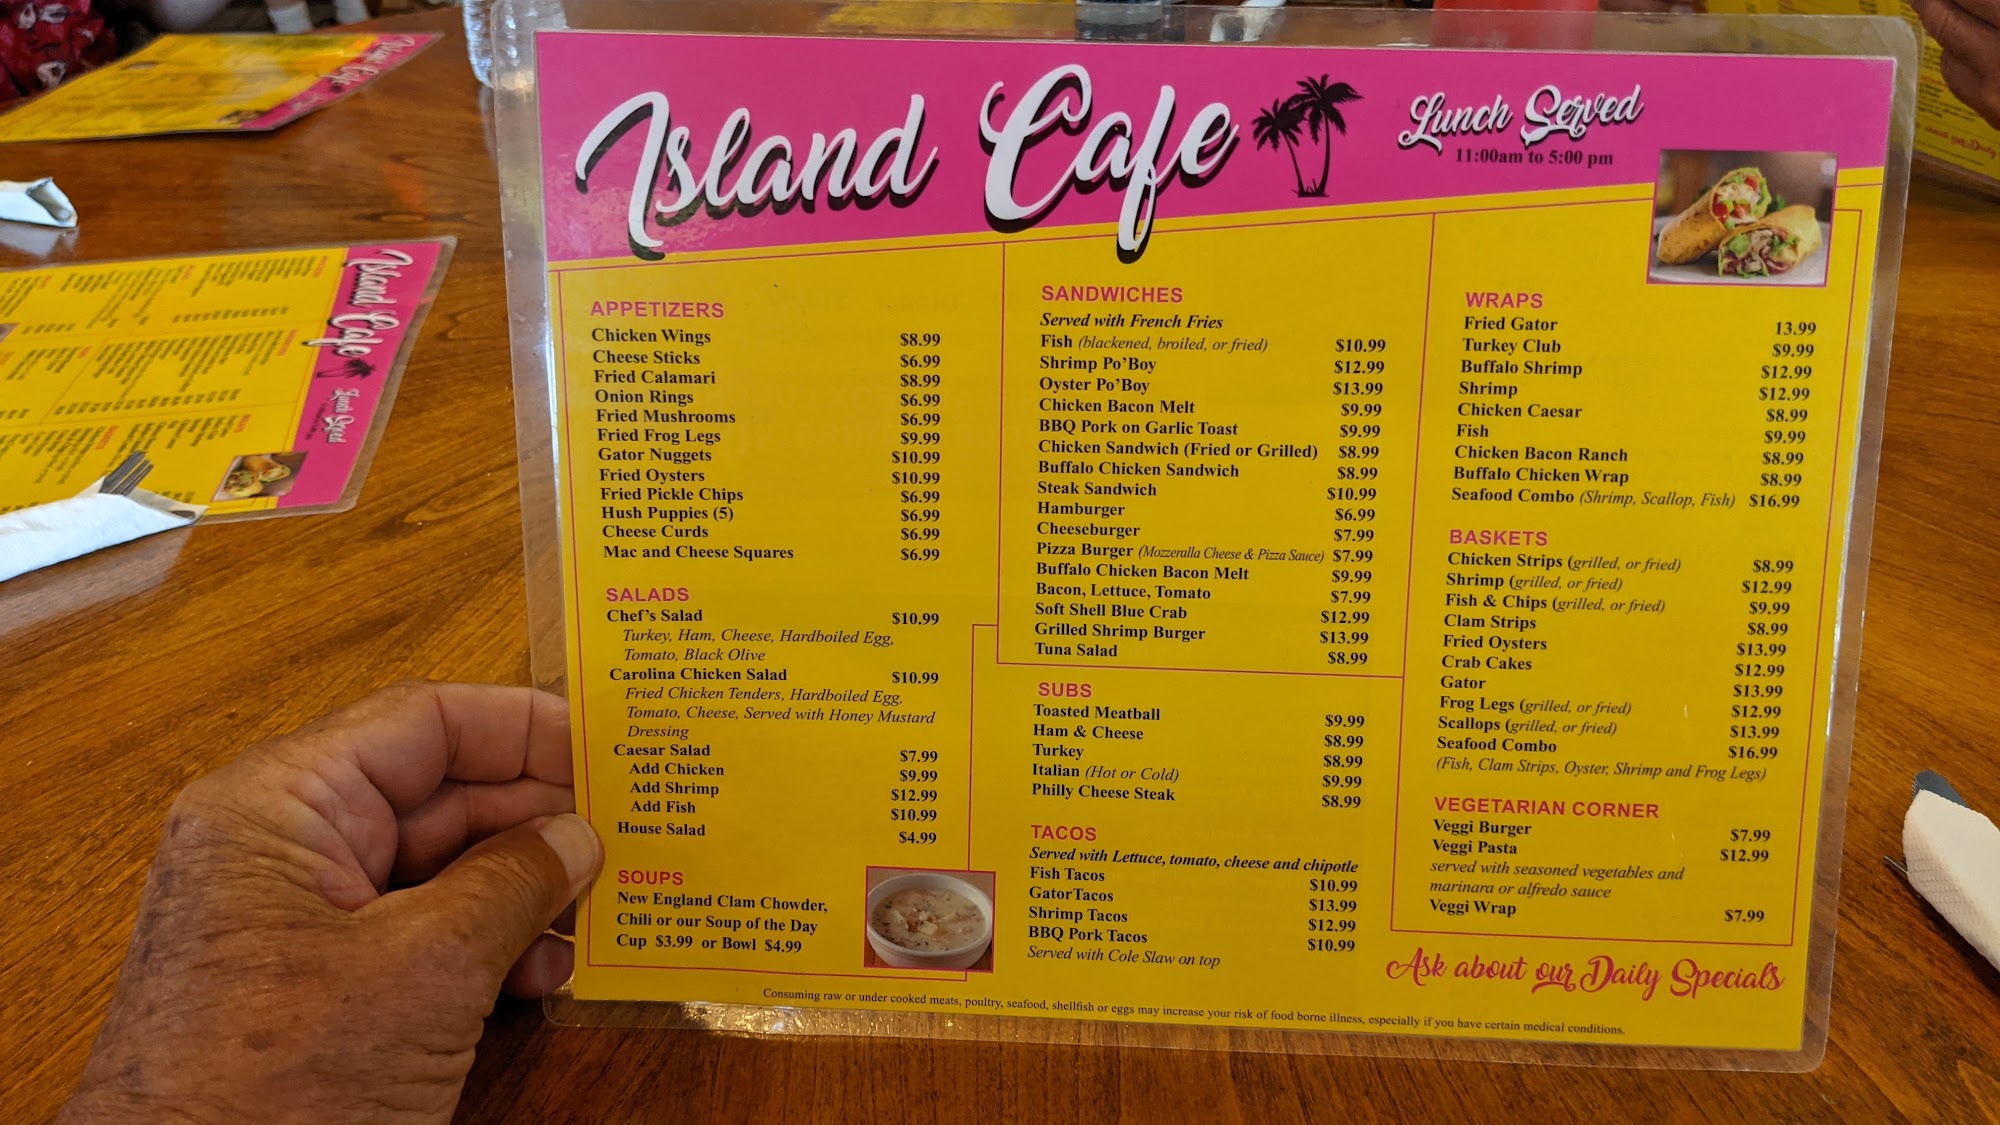 Island Cafe
Lunch Served
11:00am to 5:00 pm
APPETIZERS
Chicken Wings $8.99
Cheese Sticks $6.99
Fried Calamari $8.99
Onion Rings $6.99
Fried Mushrooms $6.99
Fried Frog Legs $9.99
Gator Nuggets $10.99
Fried Oysters $10.99
Fried Pickle Chips $6.99
Hush Puppies (5) $6.99
Cheese Curds $6.99
Mac and Cheese Squares $6.99
SALADS
Chef's Salad $10.99
Turkey, Ham, Cheese, Hardboiled Egg,
Tomato, Black Olive
Carolina Chicken Salad $10.99
Fried Chicken Tenders, Hardboiled Egg,
Tomato, Cheese, Served with Honey Mustard
Dressing
Caesar Salad $7.99
Add Chicken $9.99
Add Shrimp $12.99
Add Fish $10.99
House Salad $4.99
SOUPS
New England Clam Chowder,
Chili or our Soup of the Day
Cup $3.99 or Bowl $4.99
SANDWICHES
Served with French Fries
Fish (blackened, broiled, or fried) $10.99
Shrimp Po'Boy $12.99
Oyster Po'Boy $13.99
Chicken Bacon Melt $9.99
BBQ Pork on Garlic Toast $9.99
Chicken Sandwich (Fried or Grilled) $8.99
Buffalo Chicken Sandwich $8.99
Steak Sandwich $10.99
Hamburger $6.99
Cheeseburger $7.99
Pizza Burger (Mozzeralla Cheese & Pizza Sauce) $7.99
Buffalo Chicken Bacon Melt $9.99
Bacon, Lettuce, Tomato $7.99
Soft Shell Blue Crab $12.99
Grilled Shrimp Burger $13.99
Tuna Salad $8.99
SUBS
Toasted Meatball $9.99
Ham & Cheese $8.99
Turkey $8.99
Italian (Hot or Cold) $9.99
Philly Cheese Steak $8.99
TACOS
Served with Lettuce, tomato, cheese and chipotle
Fish Tacos $10.99
GatorTacos $13.99
Shrimp Tacos $12.99
BBQ Pork Tacos $10.99
Served with Cole Slaw on top
WRAPS
Fried Gator 13.99
Turkey Club $9.99
Buffalo Shrimp $12.99
Shrimp $12.99
Chicken Caesar $8.99
Fish $9.99
Chicken Bacon Ranch $8.99
Buffalo Chicken Wrap $8.99
Seafood Combo (Shrimp, Scallop, Fish) $16.99
BASKETS
Chicken Strips (grilled, or fried) $8.99
Shrimp (grilled, or fried) $12.99
Fish & Chips (grilled, or fried) $9.99
Clam Strips $8.99
Fried Oysters $13.99
Crab Cakes $12.99
Gator $13.99
Frog Legs (grilled, or fried) $12.99
Scallops (grilled, or fried) $13.99
Seafood Combo $16.99
(Fish, Clam Strips, Oyster, Shrimp and Frog Legs)
VEGETARIAN CORNER
Veggi Burger $7.99
Veggi Pasta $12.99
served with seasoned vegetables and
marinara or alfredo sauce
Veggi Wrap $7.99
Ask about our Daily Specials
Consuming raw or under cooked meats, poultry, seafood, shellfish or eggs may increase your risk of food borne illness, especially if you have certain medical conditions.
Island Cafe
Lunch Served
Island Cafe